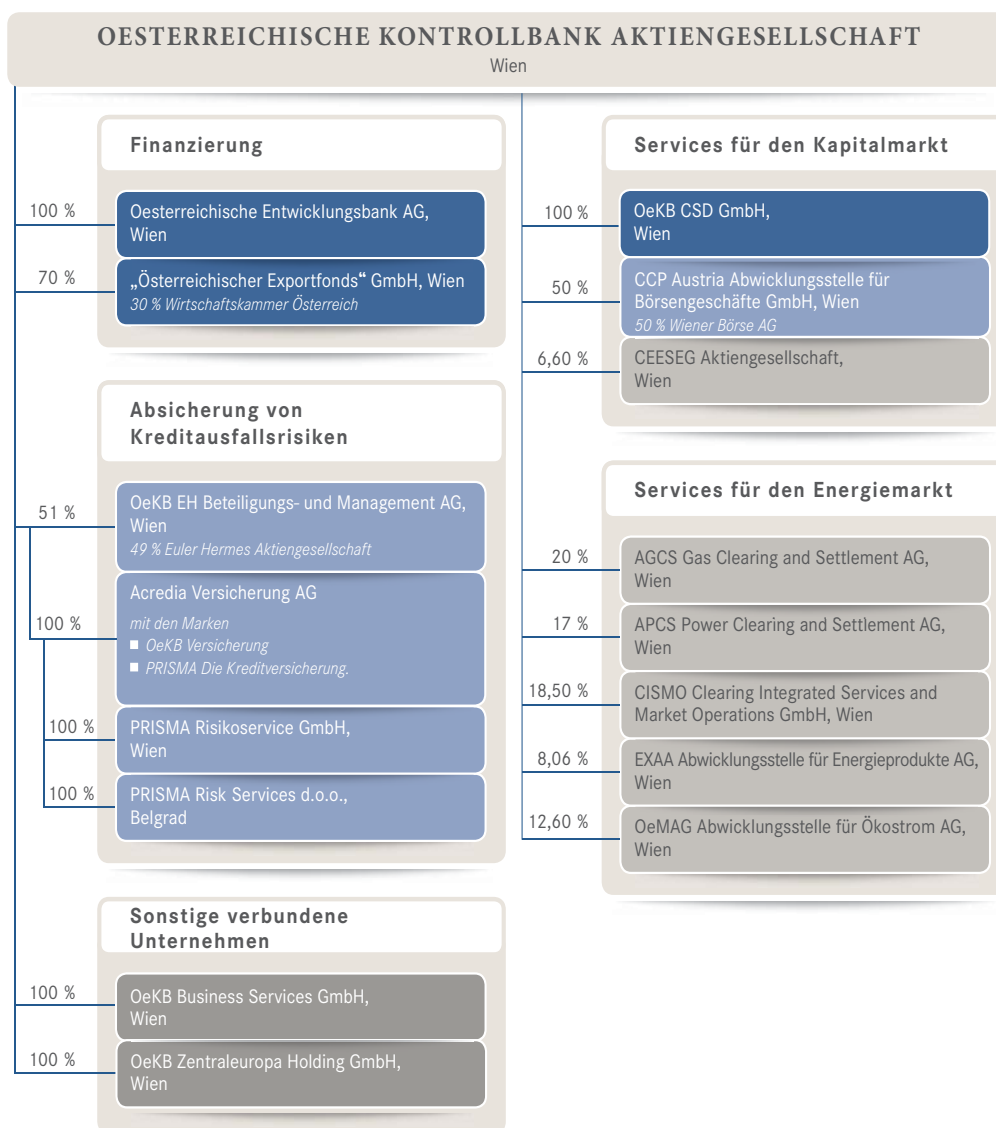 OESTERREICHISCHE KONTROLLBANK AKTIENGESELLSCHAFT
Wien
Finanzierung
100 %
Oesterreichische Entwicklungsbank AG,
Wien
70 %
„Österreichischer Exportfonds“ GmbH, Wien
30 % Wirtschaftskammer Österreich
Absicherung von
Kreditausfallsrisiken
51 %
OeKB EH Beteiligungs- und Management AG,
Wien
49 % Euler Hermes Aktiengesellschaft
100 %
Acredia Versicherung AG
mit den Marken
■ OeKB Versicherung
■ PRISMA Die Kreditversicherung.
100 %
PRISMA Risikoservice GmbH,
Wien
100 %
PRISMA Risk Services d.o.o.,
Belgrad
Sonstige verbundene
Unternehmen
100 %
OeKB Business Services GmbH,
Wien
100 %
OeKB Zentraleuropa Holding GmbH,
Wien
Services für den Kapitalmarkt
100 %
OeKB CSD GmbH,
Wien
50 %
CCP Austria Abwicklungsstelle für
Börsengeschäfte GmbH, Wien
50 % Wiener Börse AG
6,60 %
CEESEG Aktiengesellschaft,
Wien
Services für den Energiemarkt
20 %
AGCS Gas Clearing and Settlement AG,
Wien
17 %
APCS Power Clearing and Settlement AG,
Wien
18,50 %
CISMO Clearing Integrated Services and
Market Operations GmbH, Wien
8,06 %
EXAA Abwicklungsstelle für Energieprodukte AG,
Wien
12,60 %
OeMAG Abwicklungsstelle für Ökostrom AG,
Wien